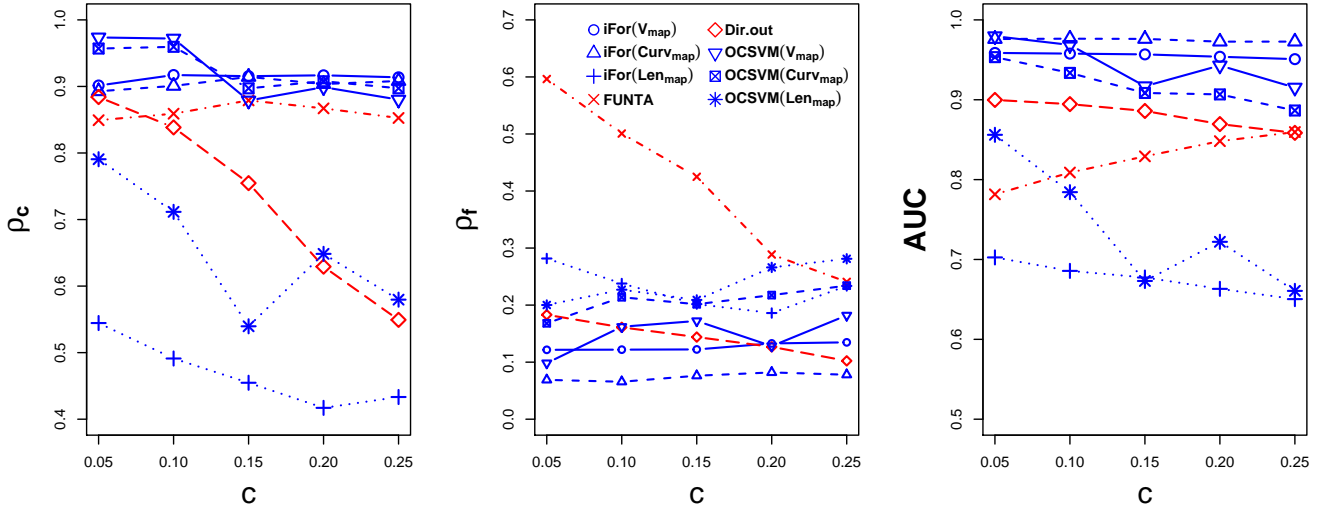 ρc
1.0
0.9
0.8
0.7
0.6
0.5
0.4
0.05 0.10 0.15 0.20 0.25
c
ρf
0.7
0.6
0.5
0.4
0.3
0.2
0.1
0.0
iFor(Vmap)
iFor(Curvmap)
iFor(Lenmap)
FUNTA
Dir.out
OCSVM(Vmap)
OCSVM(Curvmap)
OCSVM(Lenmap)
0.05 0.10 0.15 0.20 0.25
c
AUC
1.0
0.9
0.8
0.7
0.6
0.5
0.05 0.10 0.15 0.20 0.25
c